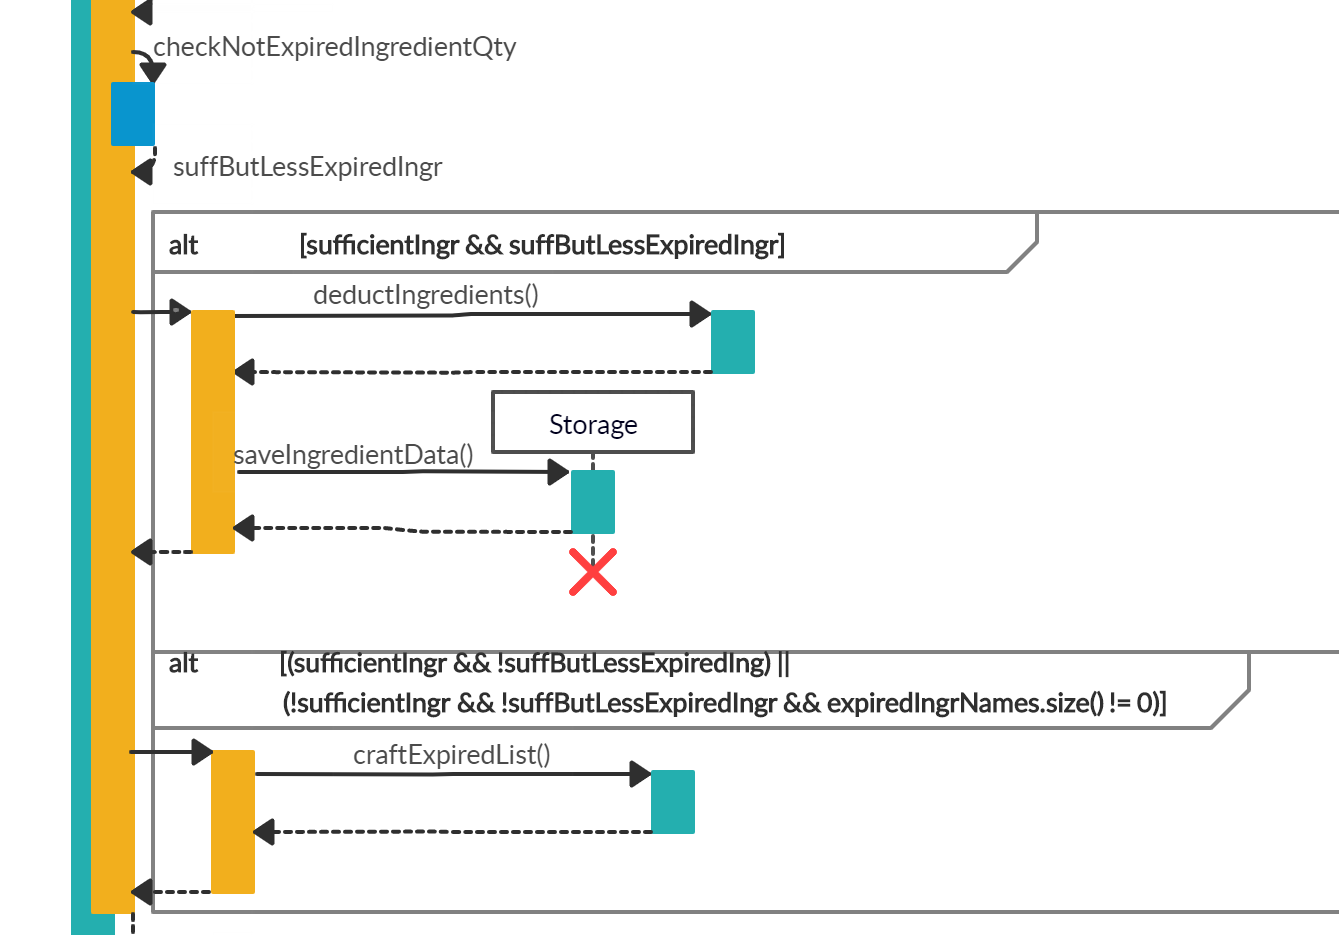 checkNotExpiredIngredientQty
suffButLessExpiredIngr
alt [sufficientIngr && suffButLessExpiredIngr]
deductIngredients()
Storage
saveIngredientData()
alt [(sufficientIngr && !suffButLessExpiredIng) ||
(!sufficientIngr && !suffButLessExpiredIngr && expiredIngrNames.size() != 0)]
craftExpiredList()